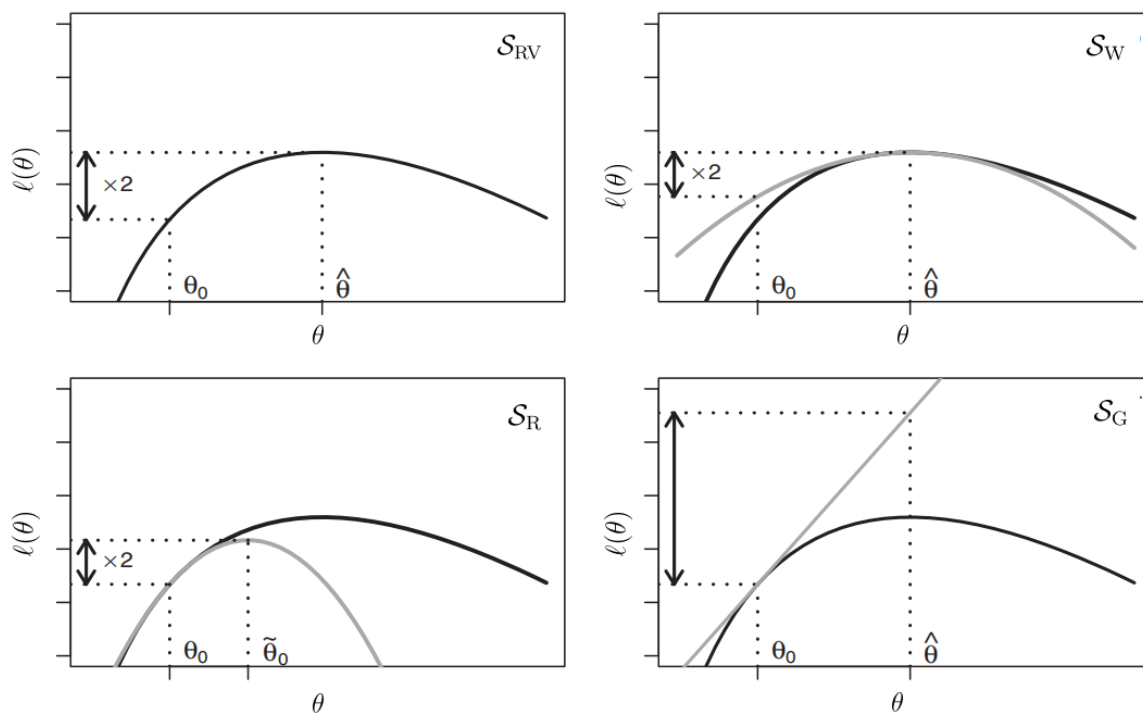 𝒮_RV
ℓ(θ)
×2
θ₀
θ̂
θ
𝒮_W
ℓ(θ)
×2
θ₀
θ̂
θ
𝒮_R
ℓ(θ)
×2
θ₀
θ̃₀
θ
𝒮_G
ℓ(θ)
θ₀
θ̂
θ